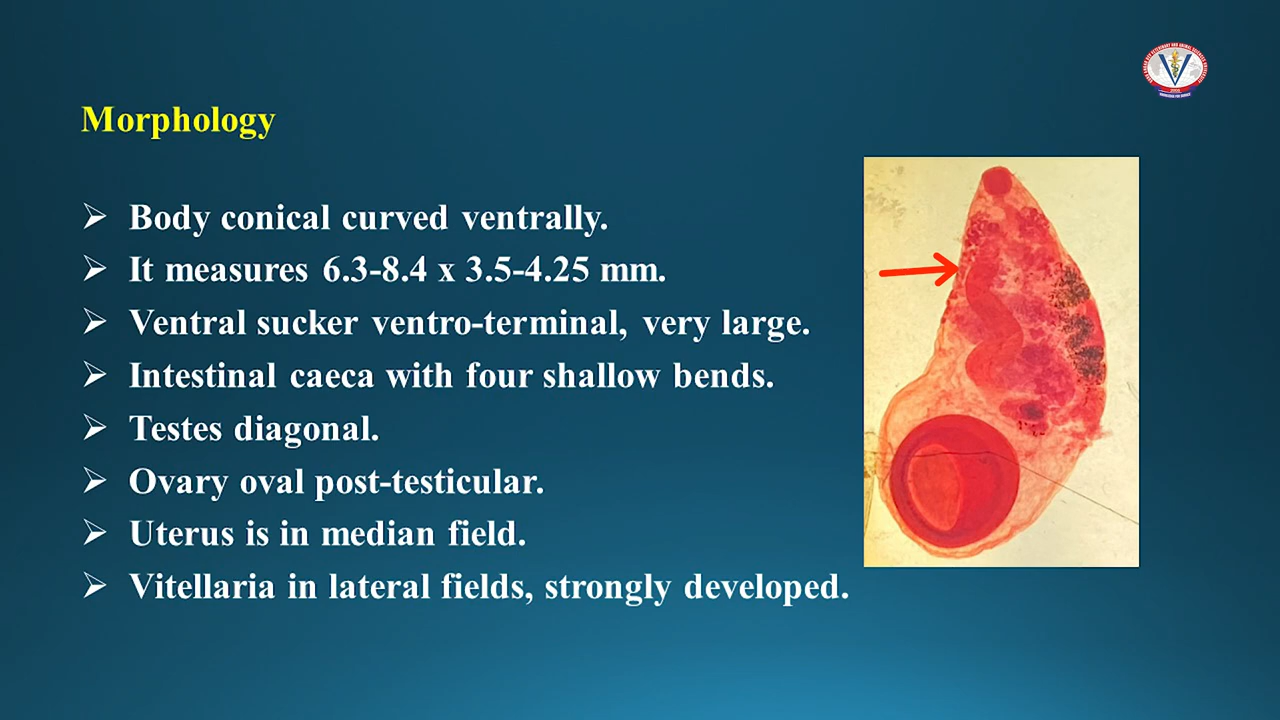 Morphology
Body conical curved ventrally.
It measures 6.3-8.4 x 3.5-4.25 mm.
Ventral sucker ventro-terminal, very large.
Intestinal caeca with four shallow bends.
Testes diagonal.
Ovary oval post-testicular.
Uterus is in median field.
Vitellaria in lateral fields, strongly developed.